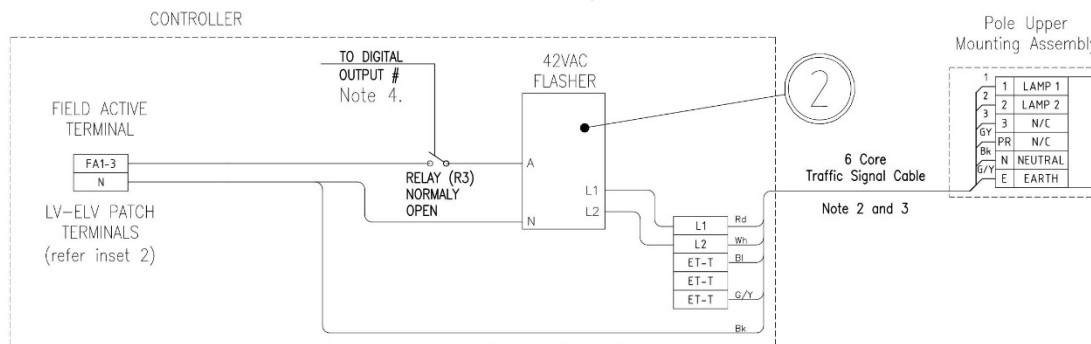 CONTROLLER
TO DIGITAL
OUTPUT #
Note 4.
42VAC
FLASHER
2
FIELD ACTIVE
TERMINAL
FA1-3
N
LV-ELV PATCH
TERMINALS
(refer inset 2)
RELAY (R3)
NORMALY
OPEN
A
N
L1
L2
L1
L2
ET-T
ET-T
ET-T
Rd
Wh
Bl
G/Y
Bk
6 Core
Traffic Signal Cable
Note 2 and 3
Pole Upper
Mounting Assembly
1 1 LAMP 1
2 2 LAMP 2
3 3 N/C
GY PR N/C
Bk N NEUTRAL
G/Y E EARTH